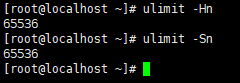 [root@localhost ~]# ulimit -Hn
65536
[root@localhost ~]# ulimit -Sn
65536
[root@localhost ~]#